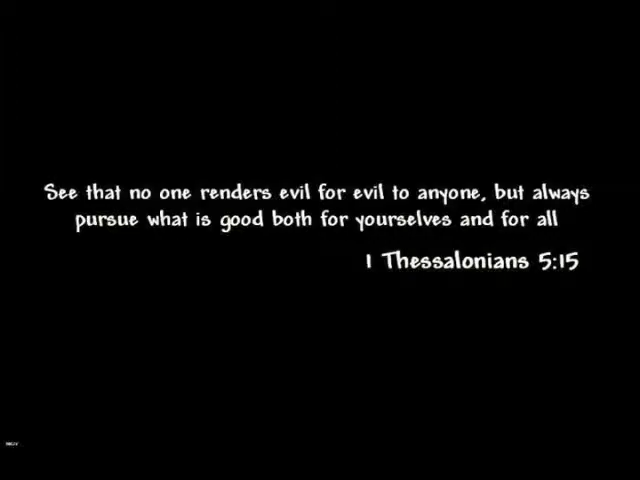 See that no one renders evil for evil to anyone, but always
pursue what is good both for yourselves and for all
1 Thessalonians 5:15